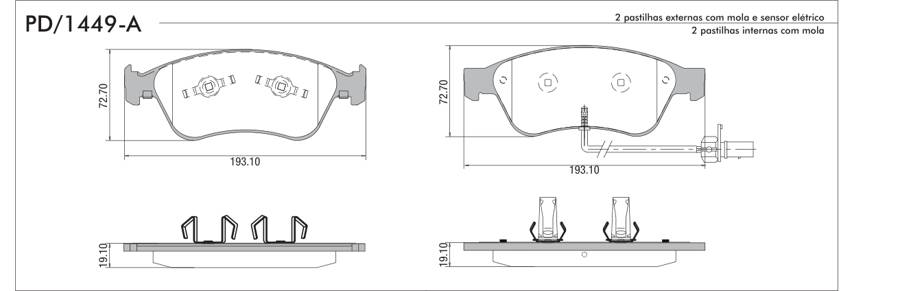 PD/1449-A
2 pastilhas externas com mola e sensor elétrico
2 pastilhas internas com mola
72.70
193.10
72.70
193.10
19.10
19.10